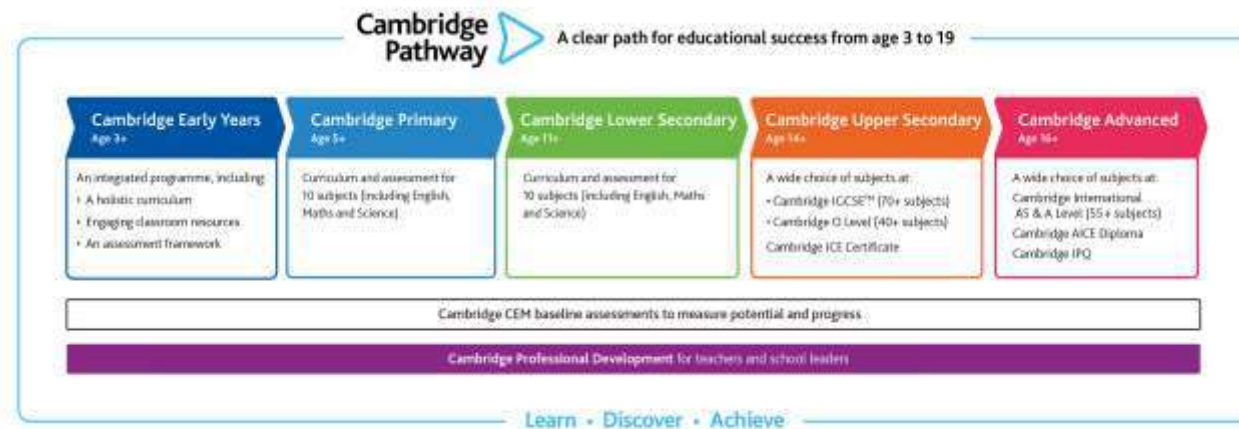 Cambridge
Pathway
A clear path for educational success from age 3 to 19
Cambridge Early Years
Age 3+
An integrated programme, including
• A holistic curriculum
• Engaging classroom resources
• An assessment framework
Cambridge Primary
Age 5+
Curriculum and assessment for
10 subjects (including English,
Maths and Science)
Cambridge Lower Secondary
Age 11+
Curriculum and assessment for
10 subjects (including English, Maths
and Science)
Cambridge Upper Secondary
Age 14+
A wide choice of subjects at:
• Cambridge IGCSE™ (70+ subjects)
• Cambridge O Level (40+ subjects)
Cambridge ICE Certificate
Cambridge Advanced
Age 16+
A wide choice of subjects at:
Cambridge International
AS & A Level (55+ subjects)
Cambridge AICE Diploma
Cambridge IPQ
Cambridge CEM baseline assessments to measure potential and progress
Cambridge Professional Development for teachers and school leaders
Learn • Discover • Achieve